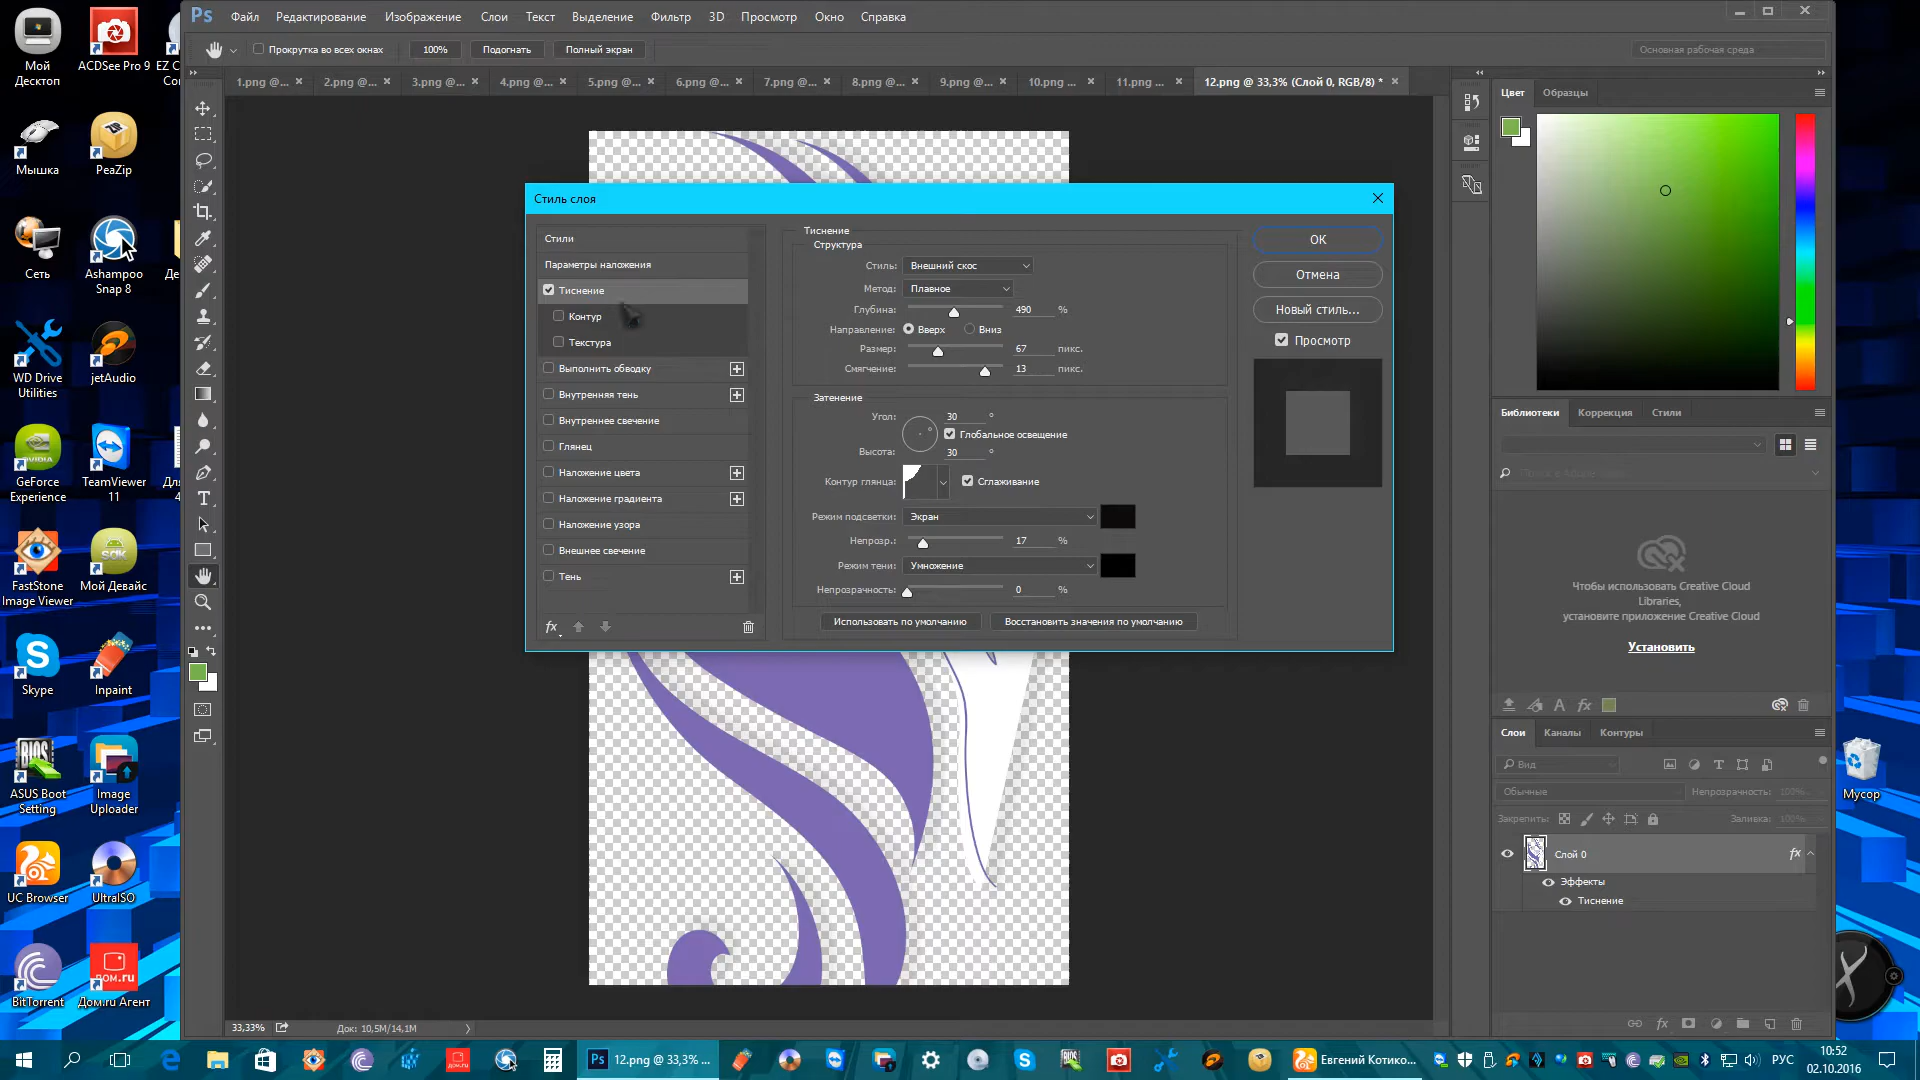 Ps Файл Редактирование Изображение Слои Текст Выделение Фильтр 3D Просмотр Окно Справка
Прокрутка во всех окнах 100% Подогнать Полный экран Основная рабочая среда
1.png @... 2.png @... 3.png @... 4.png @... 5.png @... 6.png @... 7.png @... 8.png @... 9.png @... 10.png ... 11.png ... 12.png @ 33,3% (Слой 0, RGB/8) *
Мой Десктоп
ACDSee Pro 9
Мышка
PeaZip
Сеть
Ashampoo Snap 8
WD Drive Utilities
jetAudio
GeForce Experience
TeamViewer 11
FastStone Image Viewer
Мой Девайс
Skype
Inpaint
ASUS Boot Setting
Image Uploader
UC Browser
UltraISO
BitTorrent
Дом.ru Агент
Стиль слоя
Стили
Параметры наложения
Тиснение
Контур
Текстура
Выполнить обводку
Внутренняя тень
Внутреннее свечение
Глянец
Наложение цвета
Наложение градиента
Наложение узора
Внешнее свечение
Тень
fx
Тиснение
Структура
Стиль: Внешний скос
Метод: Плавное
Глубина: 490 %
Направление: Вверх Вниз
Размер: 67 пикс.
Смягчение: 13 пикс.
Затенение
Угол: 30 °
Глобальное освещение
Высота: 30 °
Контур глянца: Сглаживание
Режим подсветки: Экран
Непрозр.: 17 %
Режим тени: Умножение
Непрозрачность: 0 %
Использовать по умолчанию Восстановить значения по умолчанию
ОК
Отмена
Новый стиль...
Просмотр
Цвет Образцы
Библиотеки Коррекция Стили
Чтобы использовать Creative Cloud
Libraries,
установите приложение Creative Cloud
Установить
Слои Каналы Контуры
Вид
Обычные Непрозрачность: 100%
Закрепить: Заливка: 100%
Слой 0 fx
Эффекты
Тиснение
Мусор
33,33% Док: 10,5M/14,1M
Ps 12.png @ 33,3% ... Евгений Котико... РУС 10:52
02.10.2016